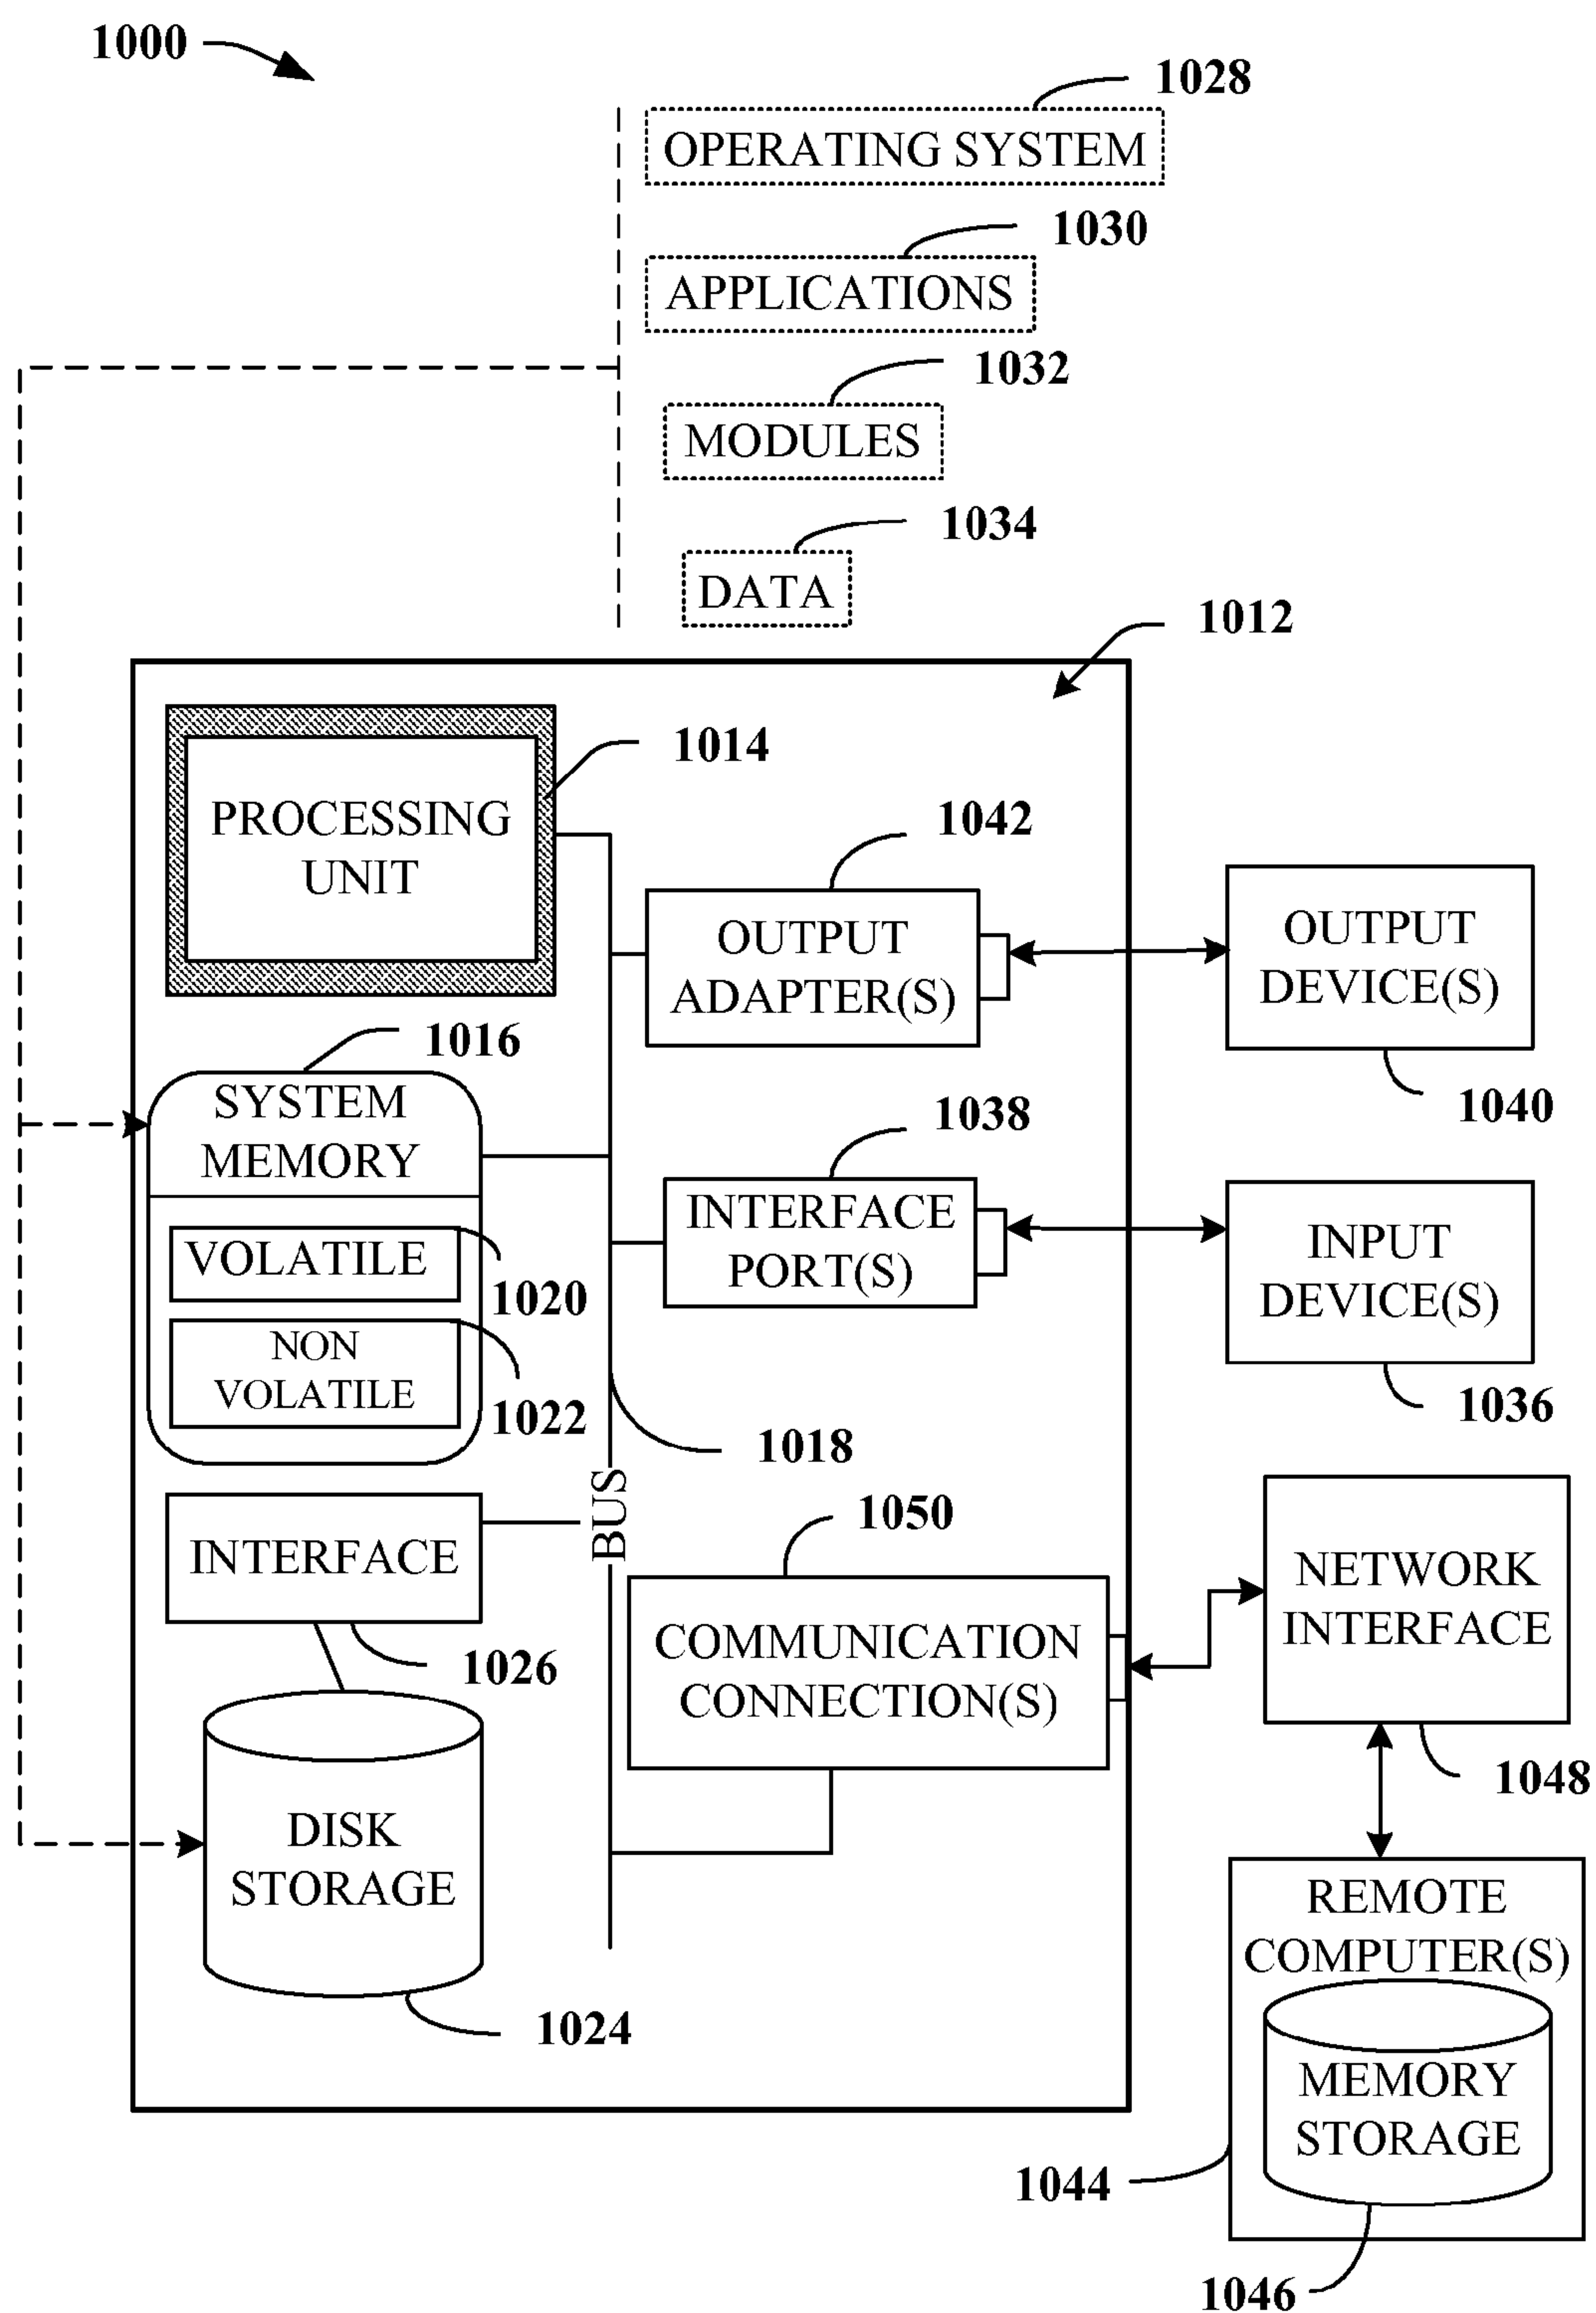 1000
1028
OPERATING SYSTEM
1030
APPLICATIONS
1032
MODULES
1034
DATA
1012
1014
PROCESSING
UNIT
1042
OUTPUT
ADAPTER(S)
OUTPUT
DEVICE(S)
1040
1016
SYSTEM
MEMORY
1038
INTERFACE
PORT(S)
INPUT
DEVICE(S)
1036
VOLATILE
1020
NON
VOLATILE
1022
1018
BUS
INTERFACE
1026
1050
COMMUNICATION
CONNECTION(S)
NETWORK
INTERFACE
1048
DISK
STORAGE
1024
REMOTE
COMPUTER(S)
MEMORY
STORAGE
1044
1046